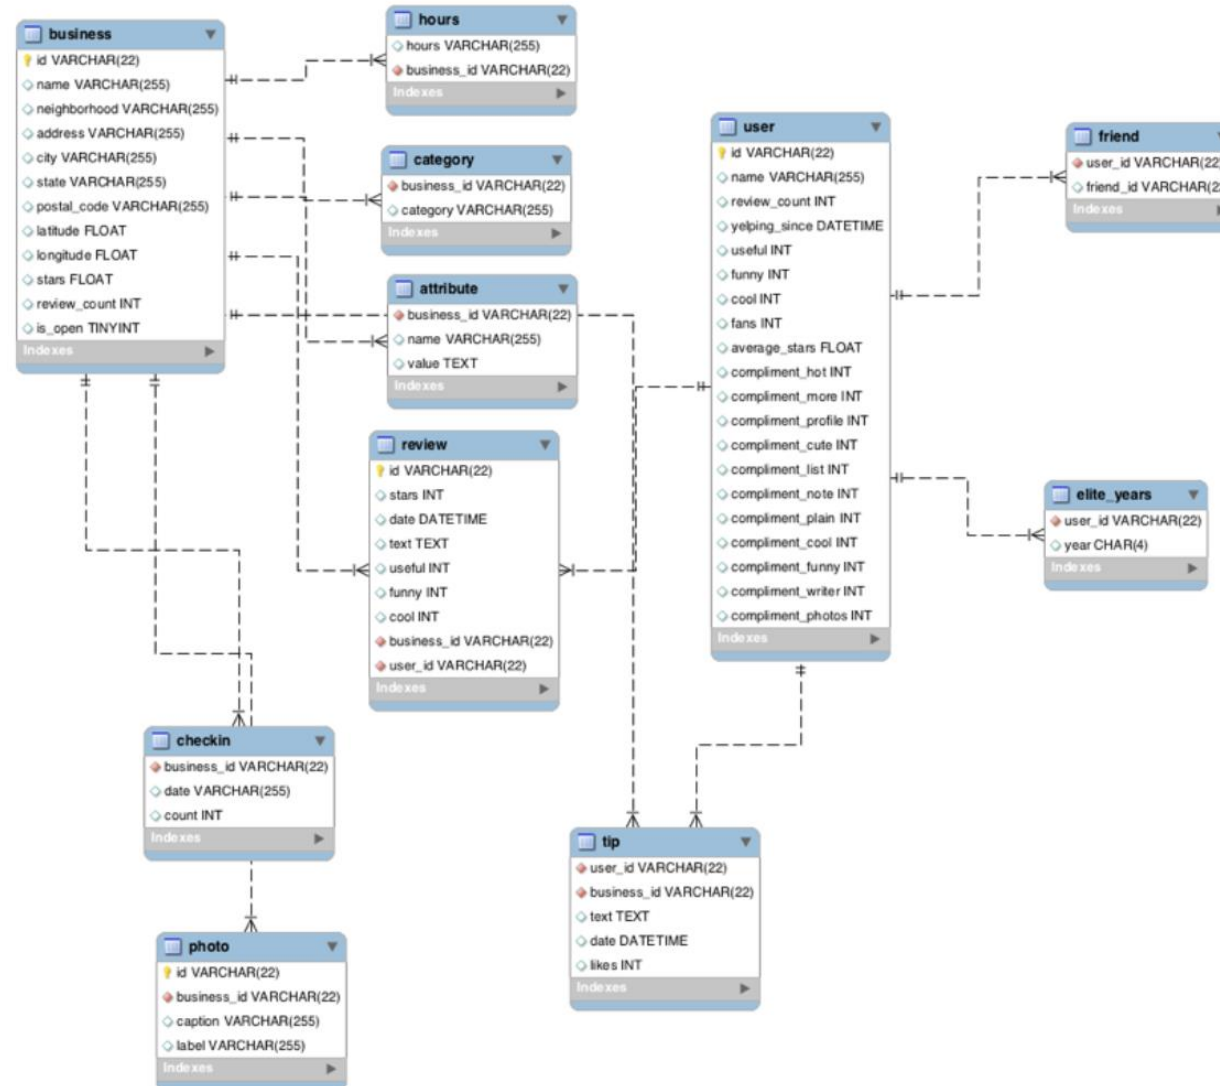 business
id VARCHAR(22)
name VARCHAR(255)
neighborhood VARCHAR(255)
address VARCHAR(255)
city VARCHAR(255)
state VARCHAR(255)
postal_code VARCHAR(255)
latitude FLOAT
longitude FLOAT
stars FLOAT
review_count INT
is_open TINYINT
Indexes
hours
hours VARCHAR(255)
business_id VARCHAR(22)
Indexes
category
business_id VARCHAR(22)
category VARCHAR(255)
Indexes
attribute
business_id VARCHAR(22)
name VARCHAR(255)
value TEXT
Indexes
review
id VARCHAR(22)
stars INT
date DATETIME
text TEXT
useful INT
funny INT
cool INT
business_id VARCHAR(22)
user_id VARCHAR(22)
Indexes
user
id VARCHAR(22)
name VARCHAR(255)
review_count INT
yelping_since DATETIME
useful INT
funny INT
cool INT
fans INT
average_stars FLOAT
compliment_hot INT
compliment_more INT
compliment_profile INT
compliment_cute INT
compliment_list INT
compliment_note INT
compliment_plain INT
compliment_cool INT
compliment_funny INT
compliment_writer INT
compliment_photos INT
Indexes
friend
user_id VARCHAR(22
friend_id VARCHAR(22
Indexes
elite_years
user_id VARCHAR(22)
year CHAR(4)
Indexes
checkin
business_id VARCHAR(22)
date VARCHAR(255)
count INT
Indexes
photo
id VARCHAR(22)
business_id VARCHAR(22)
caption VARCHAR(255)
label VARCHAR(255)
Indexes
tip
user_id VARCHAR(22)
business_id VARCHAR(22)
text TEXT
date DATETIME
likes INT
Indexes